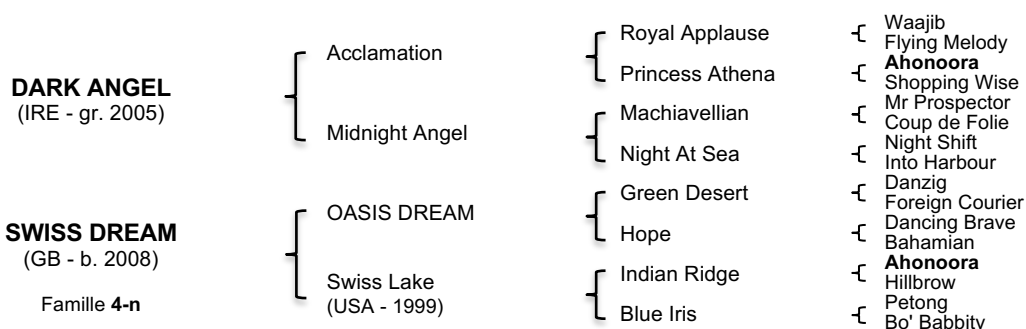 DARK ANGEL
(IRE - gr. 2005)
SWISS DREAM
(GB - b. 2008)
Famille 4-n
Acclamation
Midnight Angel
OASIS DREAM
Swiss Lake
(USA - 1999)
Royal Applause
Princess Athena
Machiavellian
Night At Sea
Green Desert
Hope
Indian Ridge
Blue Iris
Waajib
Flying Melody
Ahonoora
Shopping Wise
Mr Prospector
Coup de Folie
Night Shift
Into Harbour
Danzig
Foreign Courier
Dancing Brave
Bahamian
Ahonoora
Hillbrow
Petong
Bo' Babbity